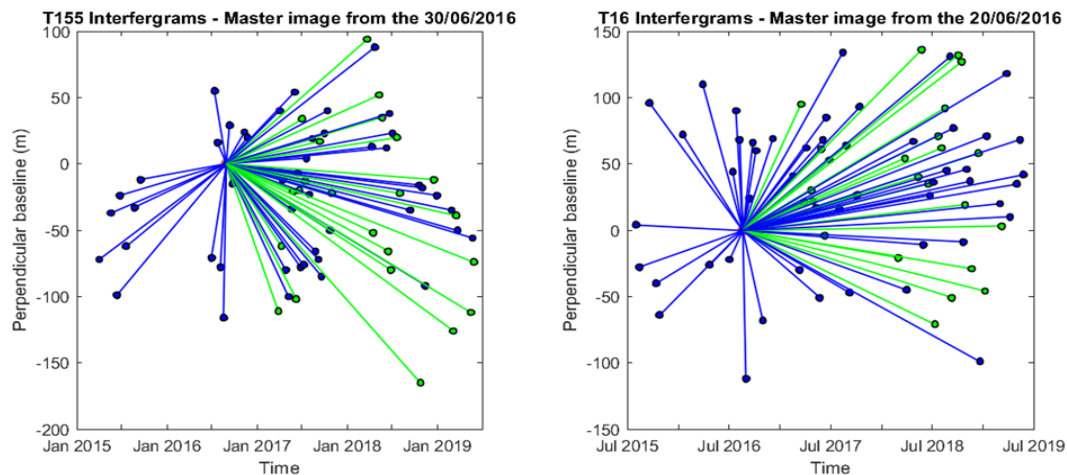 T155 Interfergrams - Master image from the 30/06/2016
100
50
0
-50
-100
-150
-200
Perpendicular baseline (m)
Jan 2015 Jan 2016 Jan 2017 Jan 2018 Jan 2019
Time
T16 Interfergrams - Master image from the 20/06/2016
150
100
50
0
-50
-100
-150
Perpendicular baseline (m)
Jul 2015 Jul 2016 Jul 2017 Jul 2018 Jul 2019
Time